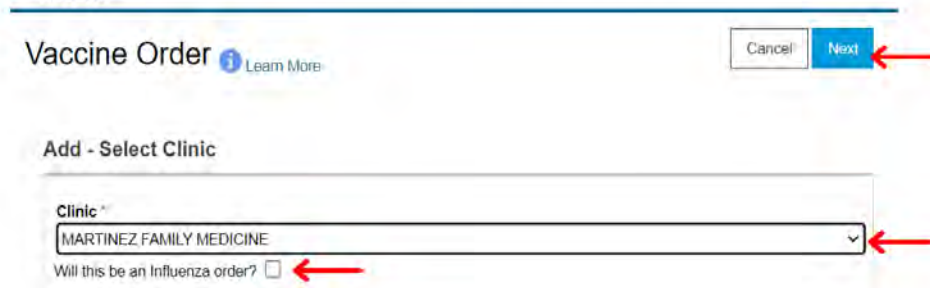 Vaccine Order Learn More
Cancel Next
Add - Select Clinic
Clinic *
MARTINEZ FAMILY MEDICINE
Will this be an Influenza order?